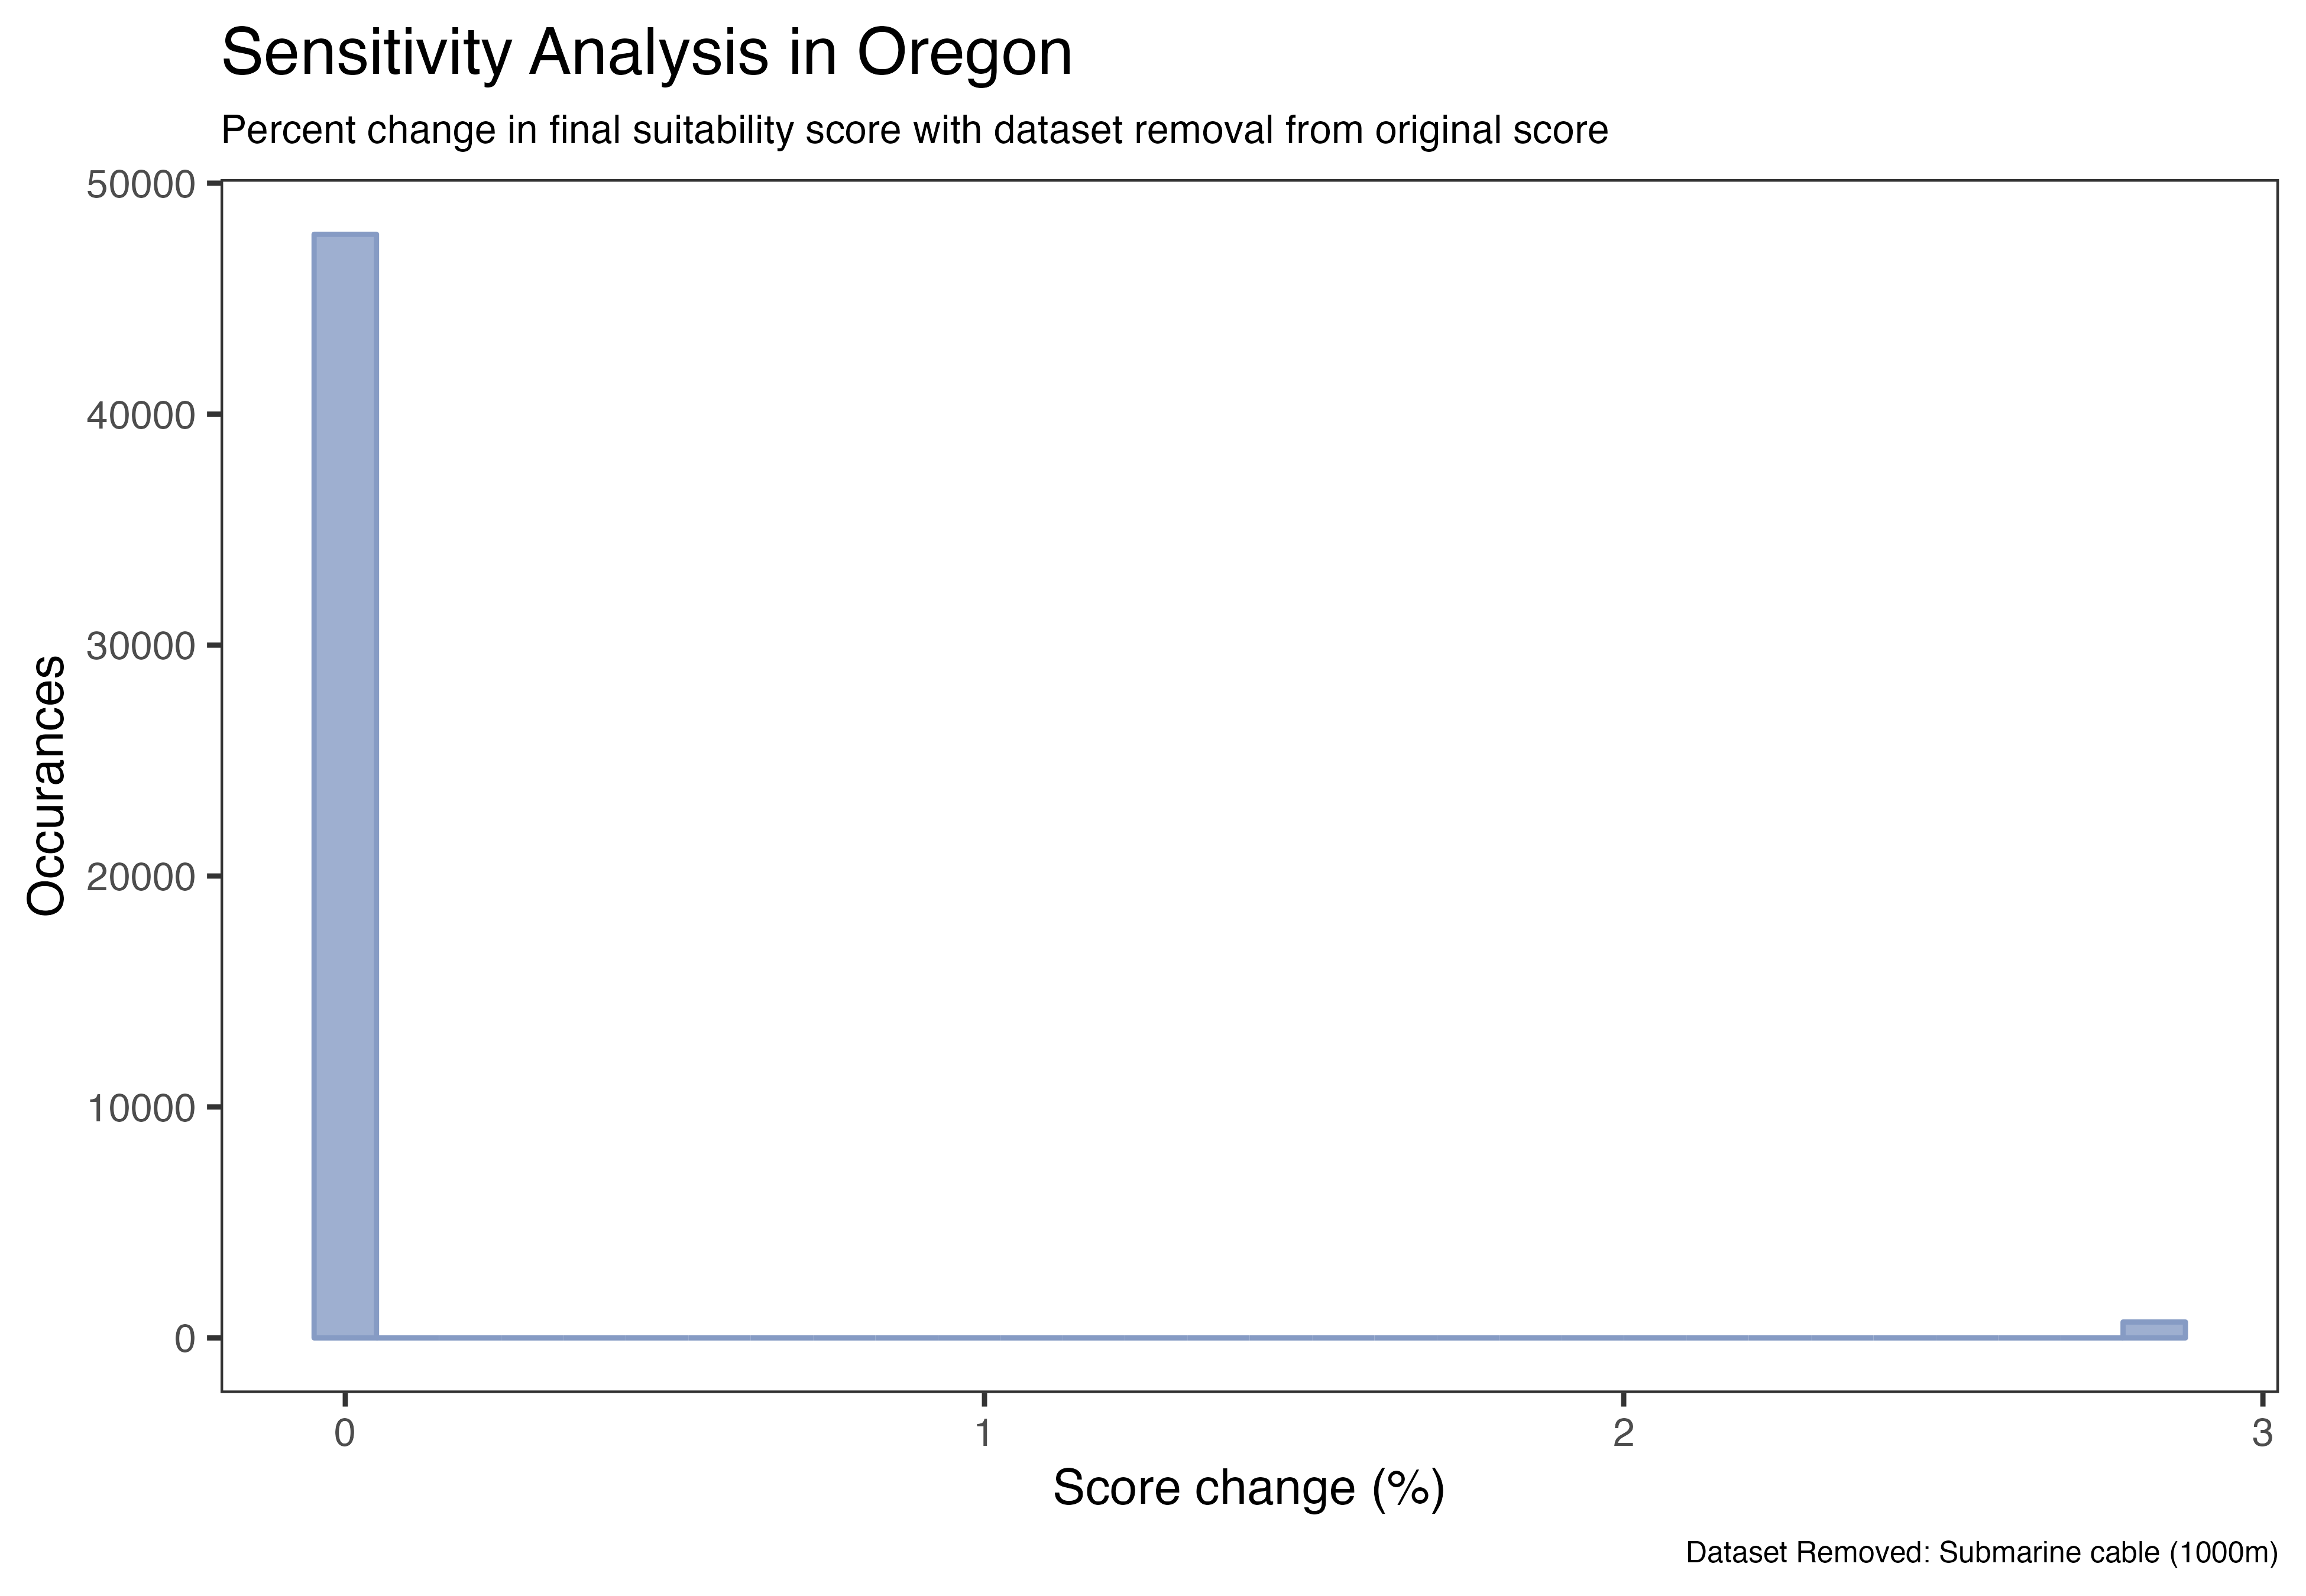 Sensitivity Analysis in Oregon
Percent change in final suitability score with dataset removal from original score
50000
40000
30000
20000
10000
0
Occurances
0 1 2 3
Score change (%)
Dataset Removed: Submarine cable (1000m)